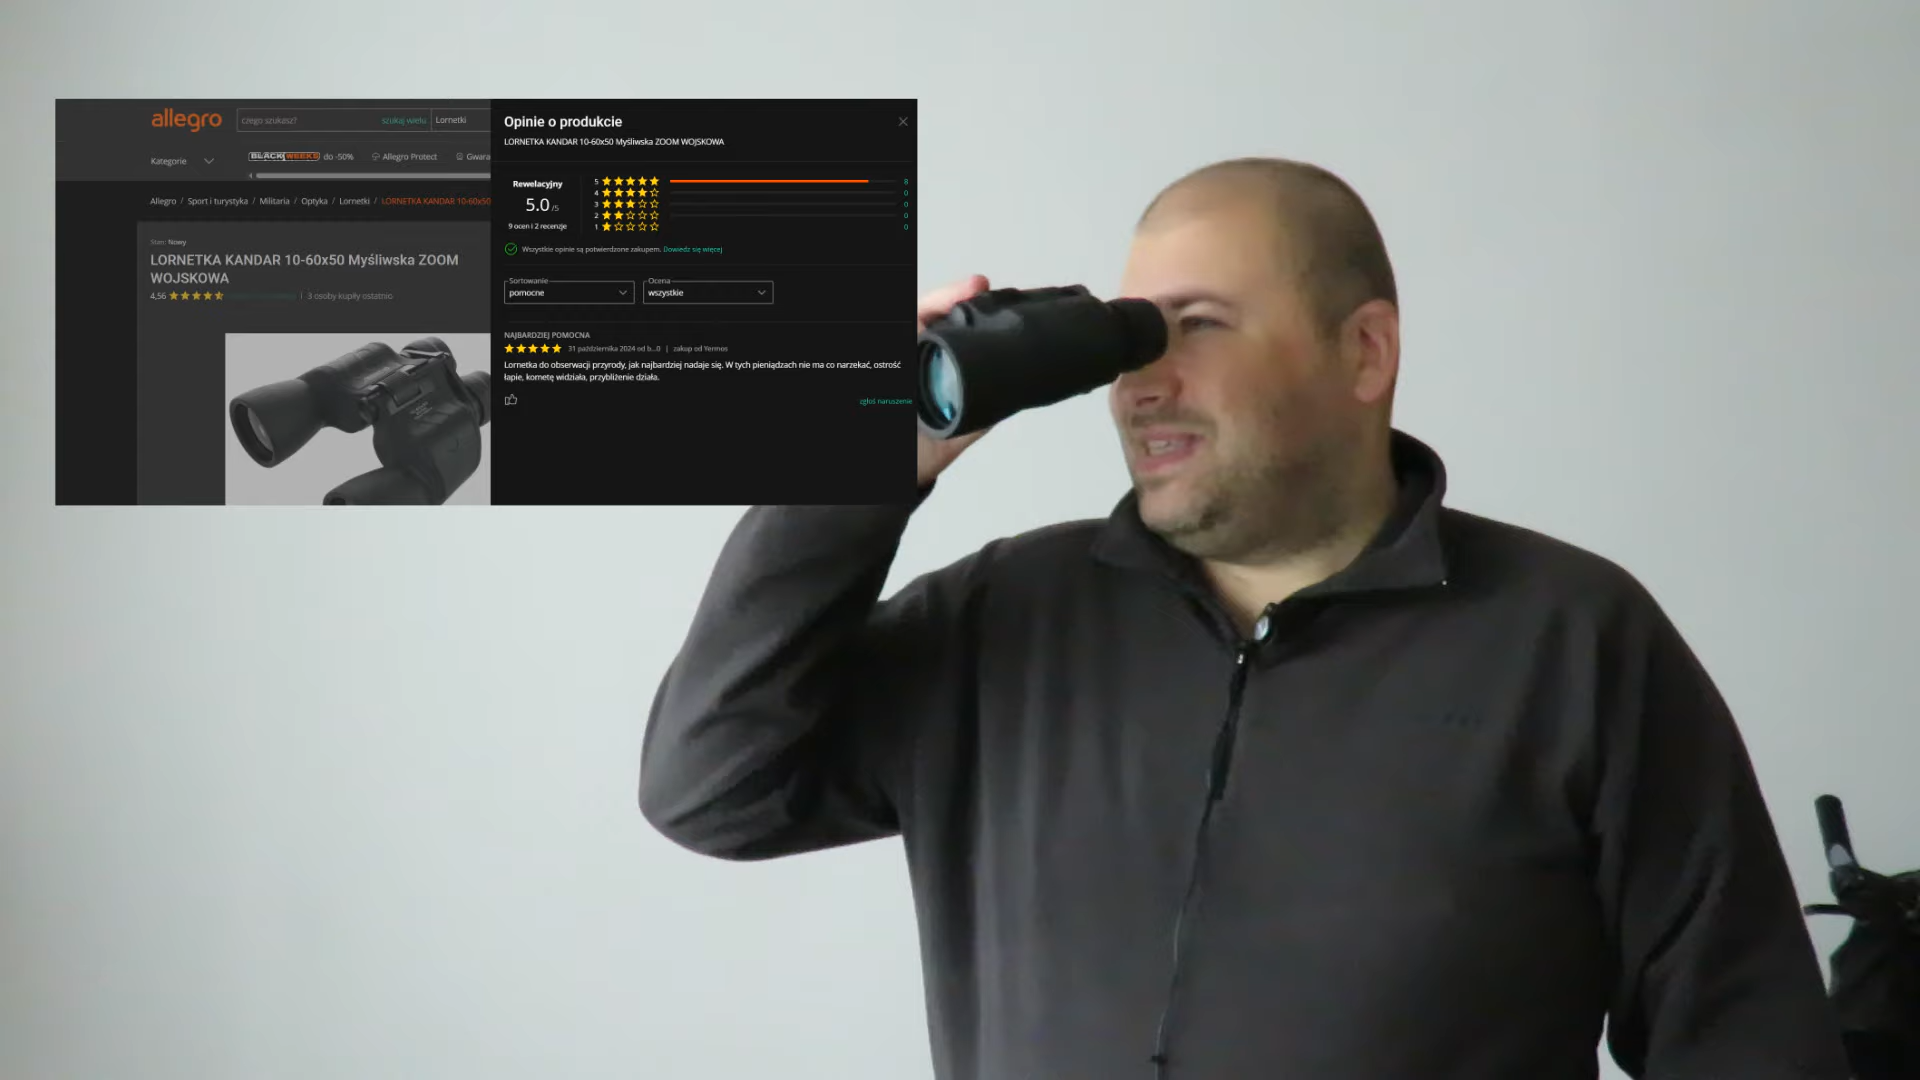 allegro
czego szukasz?
szukaj wielu
Lornetki
Kategorie
BLACK WEEKS do -50%
Allegro Protect
Gwara
Allegro / Sport i turystyka / Militaria / Optyka / Lornetki / LORNETKA KANDAR 10-60x50
Stan: Nowy
LORNETKA KANDAR 10-60x50 Myśliwska ZOOM
WOJSKOWA
4,56
3 osoby kupiły ostatnio
Opinie o produkcie
LORNETKA KANDAR 10-60x50 Myśliwska ZOOM WOJSKOWA
Rewelacyjny
5.0 /5
9 ocen i 2 recenzje
5 8
4 0
3 0
2 0
1 0
Wszystkie opinie są potwierdzone zakupem. Dowiedz się więcej
Sortowanie
pomocne
Ocena
wszystkie
NAJBARDZIEJ POMOCNA
31 października 2024 od b...0 | zakup od Yermos
Lornetka do obserwacji przyrody, jak najbardziej nadaje się. W tych pieniądzach nie ma co narzekać, ostrość
łapie, kometę widziała, przybliżenie działa.
zgłoś naruszenie